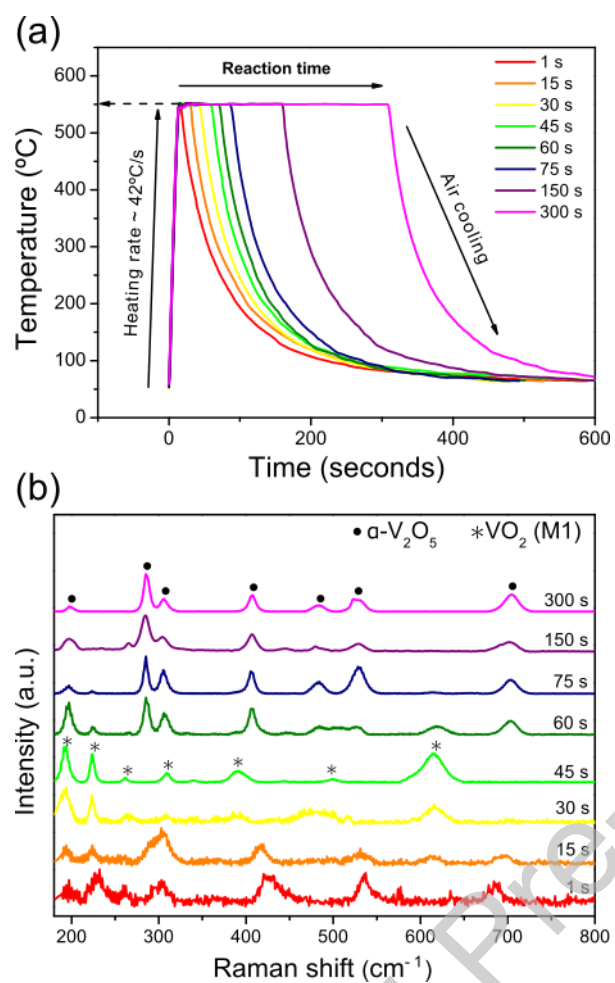 (a)
Temperature (ºC)
600
500
400
300
200
100
0
0
200
400
600
Time (seconds)
Reaction time
Heating rate ~ 42ºC/s
Air cooling
1 s
15 s
30 s
45 s
60 s
75 s
150 s
300 s
(b)
Intensity (a.u.)
● α-V₂O₅ *VO₂ (M1)
300 s
150 s
75 s
60 s
45 s
30 s
15 s
1 s
200
300
400
500
600
700
800
Raman shift (cm⁻¹)
Pre